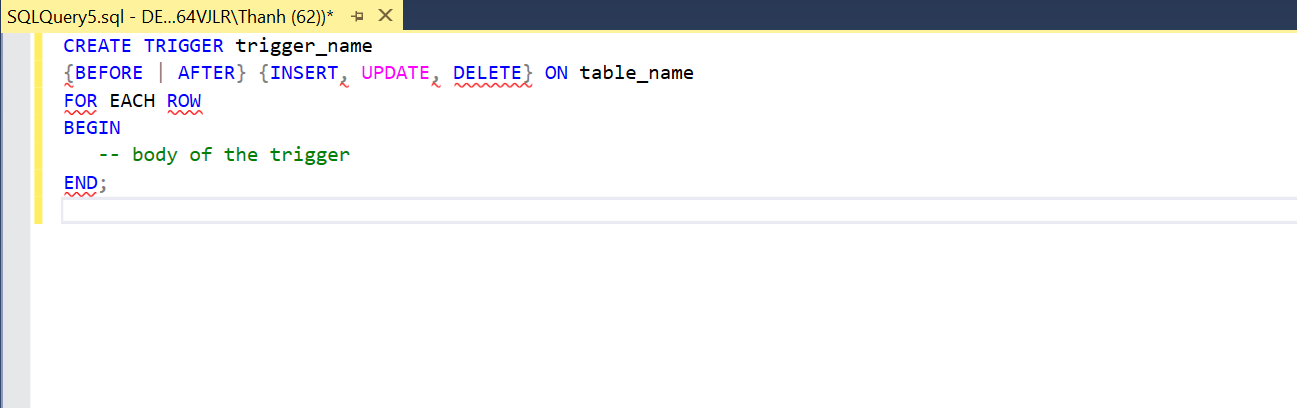 SQLQuery5.sql - DE...64VJLR\Thanh (62))*
CREATE TRIGGER trigger_name
{BEFORE | AFTER} {INSERT, UPDATE, DELETE} ON table_name
FOR EACH ROW
BEGIN
   -- body of the trigger
END;